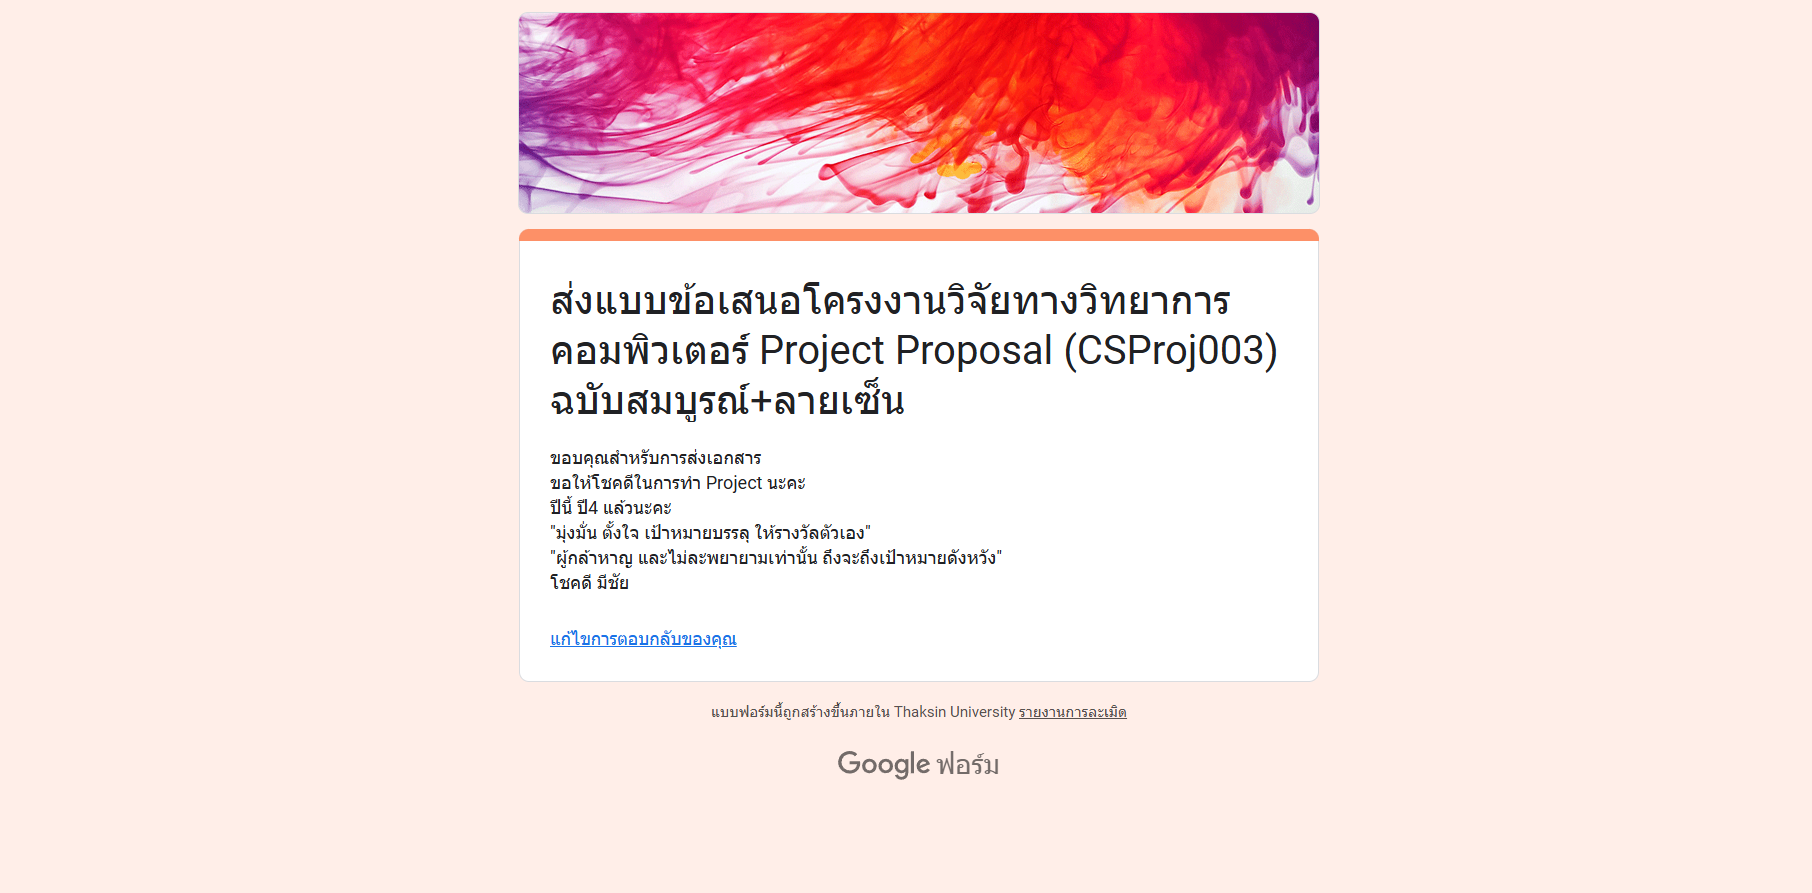 ส่งแบบข้อเสนอโครงงานวิจัยทางวิทยาการ
คอมพิวเตอร์ Project Proposal (CSProj003)
ฉบับสมบูรณ์+ลายเซ็น
ขอบคุณสำหรับการส่งเอกสาร
ขอให้โชคดีในการทำ Project นะคะ
ปีนี้ ปี4 แล้วนะคะ
"มุ่งมั่น ตั้งใจ เป้าหมายบรรลุ ให้รางวัลตัวเอง"
"ผู้กล้าหาญ และไม่ละพยายามเท่านั้น ถึงจะถึงเป้าหมายดังหวัง"
โชคดี มีชัย
แก้ไขการตอบกลับของคุณ
แบบฟอร์มนี้ถูกสร้างขึ้นภายใน Thaksin University รายงานการละเมิด
Google ฟอร์ม